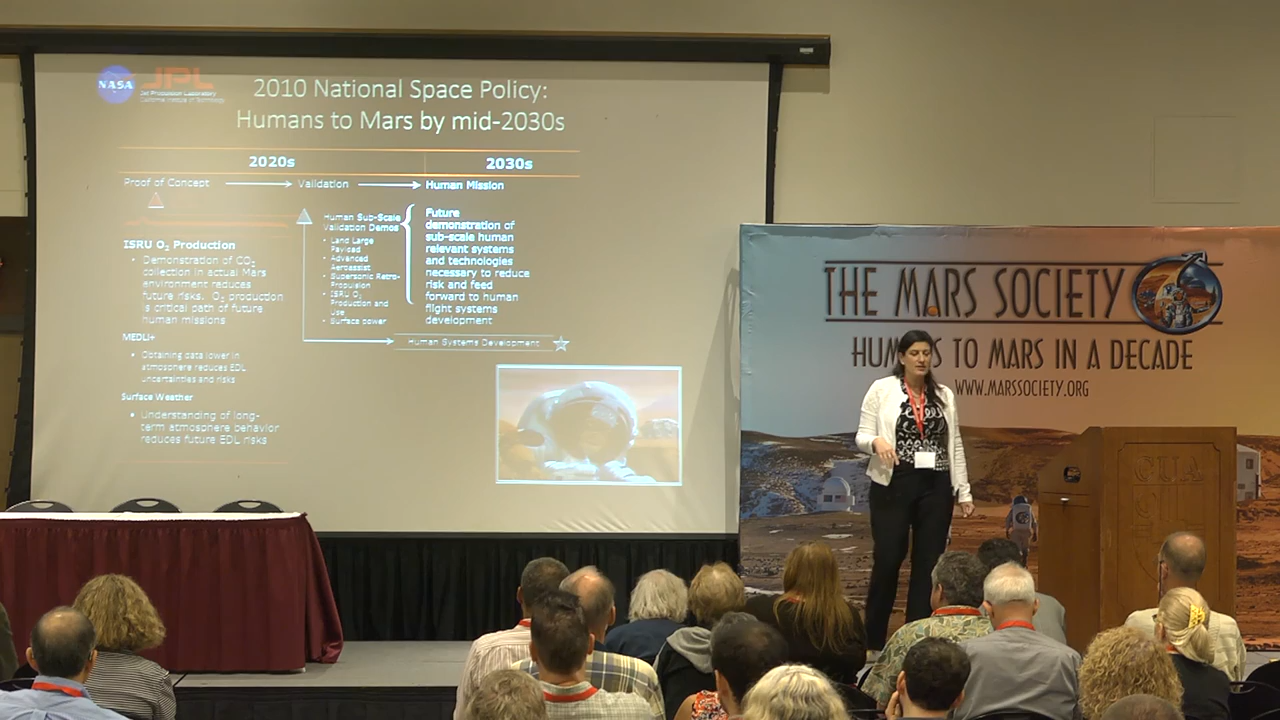 NASA
JPL
Jet Propulsion Laboratory
California Institute of Technology
2010 National Space Policy:
Humans to Mars by mid-2030s
2020s
2030s
Proof of Concept
Validation
Human Mission
ISRU O2 Production
• Demonstration of CO2
collection in actual Mars
environment reduces
future risks. O2 production
is critical path of future
human missions
MEDLI+
• Obtaining data lower in
atmosphere reduces EDL
uncertainties and risks
Surface Weather
• Understanding of long-
term atmosphere behavior
reduces future EDL risks
Human Sub-Scale
Validation Demos
• Land Large
Payload
• Advanced
Aeroassist
• Supersonic Retro-
Propulsion
• ISRU O2
Production and
Use
• Surface power
Future
demonstration of
sub-scale human
relevant systems
and technologies
necessary to reduce
risk and feed
forward to human
flight systems
development
Human Systems Development
THE MARS SOCIETY
HUMANS TO MARS IN A DECADE
WWW.MARSSOCIETY.ORG
CUA